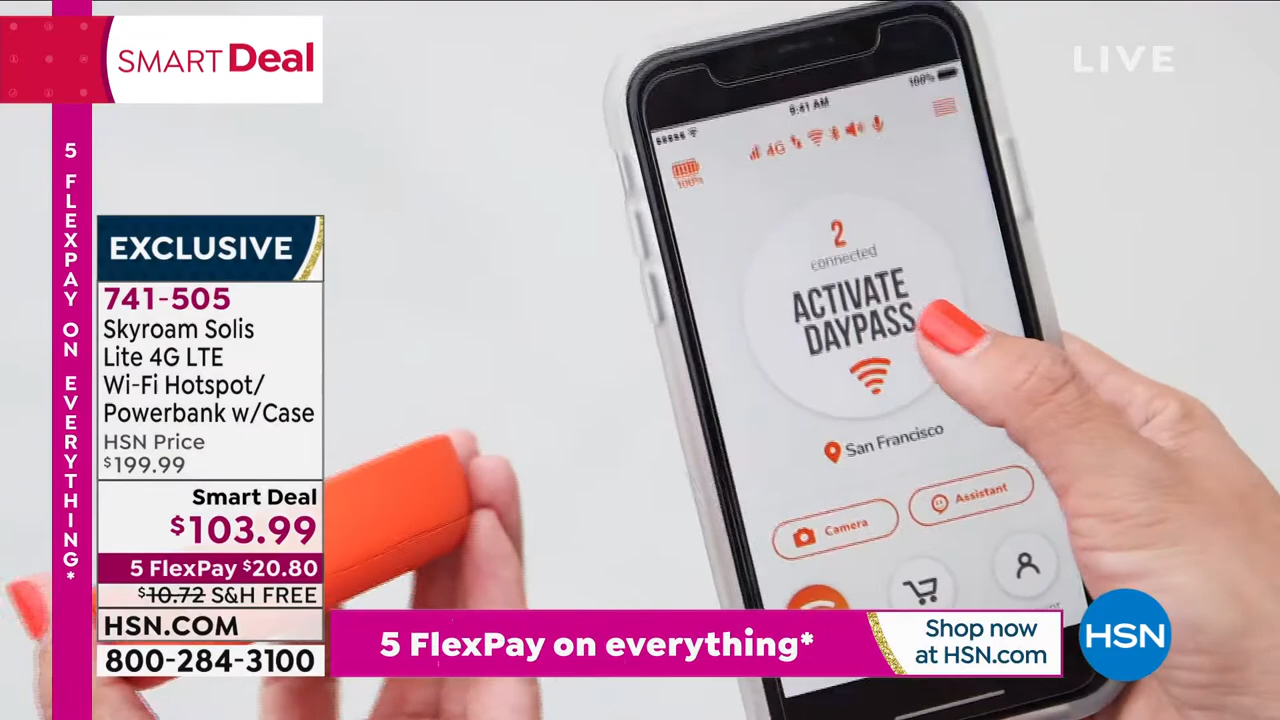 SMART Deal
LIVE
5 FLEXPAY ON EVERYTHING*
EXCLUSIVE
741-505
Skyroam Solis
Lite 4G LTE
Wi-Fi Hotspot/
Powerbank w/Case
HSN Price
$199.99
Smart Deal
$103.99
5 FlexPay $20.80
$10.72 S&H FREE
HSN.COM
800-284-3100
9:41 AM
100%
4G
100%
2
connected
ACTIVATE
DAYPASS
San Francisco
Camera
Assistant
5 FlexPay on everything*
Shop now
at HSN.com
HSN